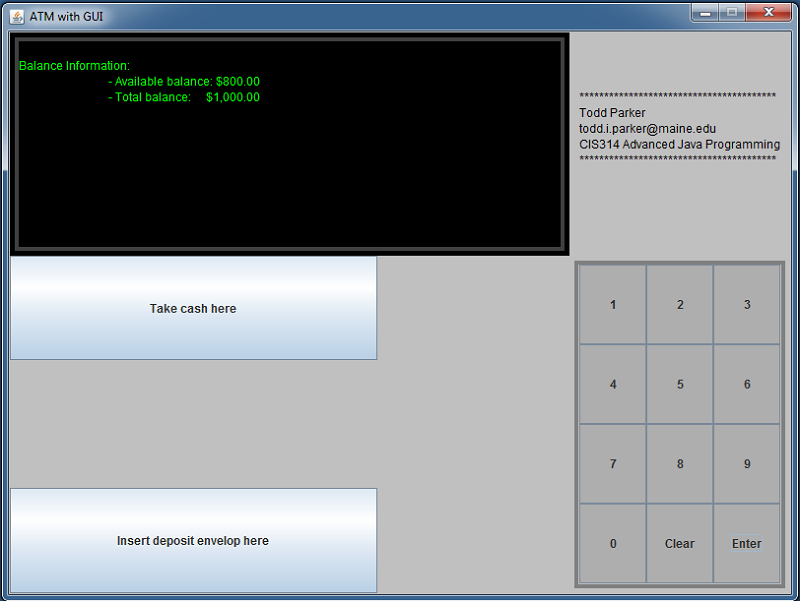 ATM with GUI
Balance Information:
- Available balance: $800.00
- Total balance: $1,000.00
****************************************
Todd Parker
todd.i.parker@maine.edu
CIS314 Advanced Java Programming
****************************************
Take cash here
Insert deposit envelop here
1 2 3
4 5 6
7 8 9
0 Clear Enter